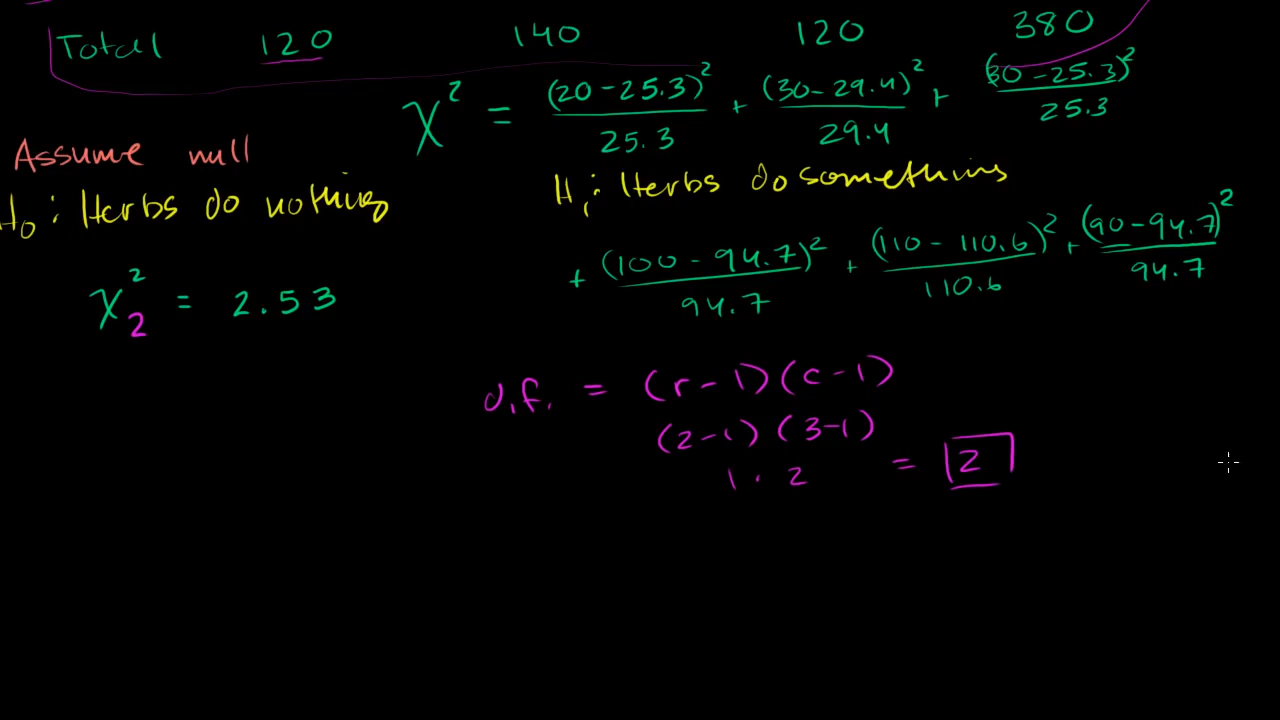 Total 120 140 120 380
χ² = (20-25.3)²/25.3 + (30-29.4)²/29.4 + (30-25.3)²/25.3
Assume null
H₀: Herbs do nothing
H₁: Herbs do something
+ (100-94.7)²/94.7 + (110-110.6)²/110.6 + (90-94.7)²/94.7
χ²₂ = 2.53
d.f. = (r-1)(c-1)
(2-1)(3-1)
1·2 = 2